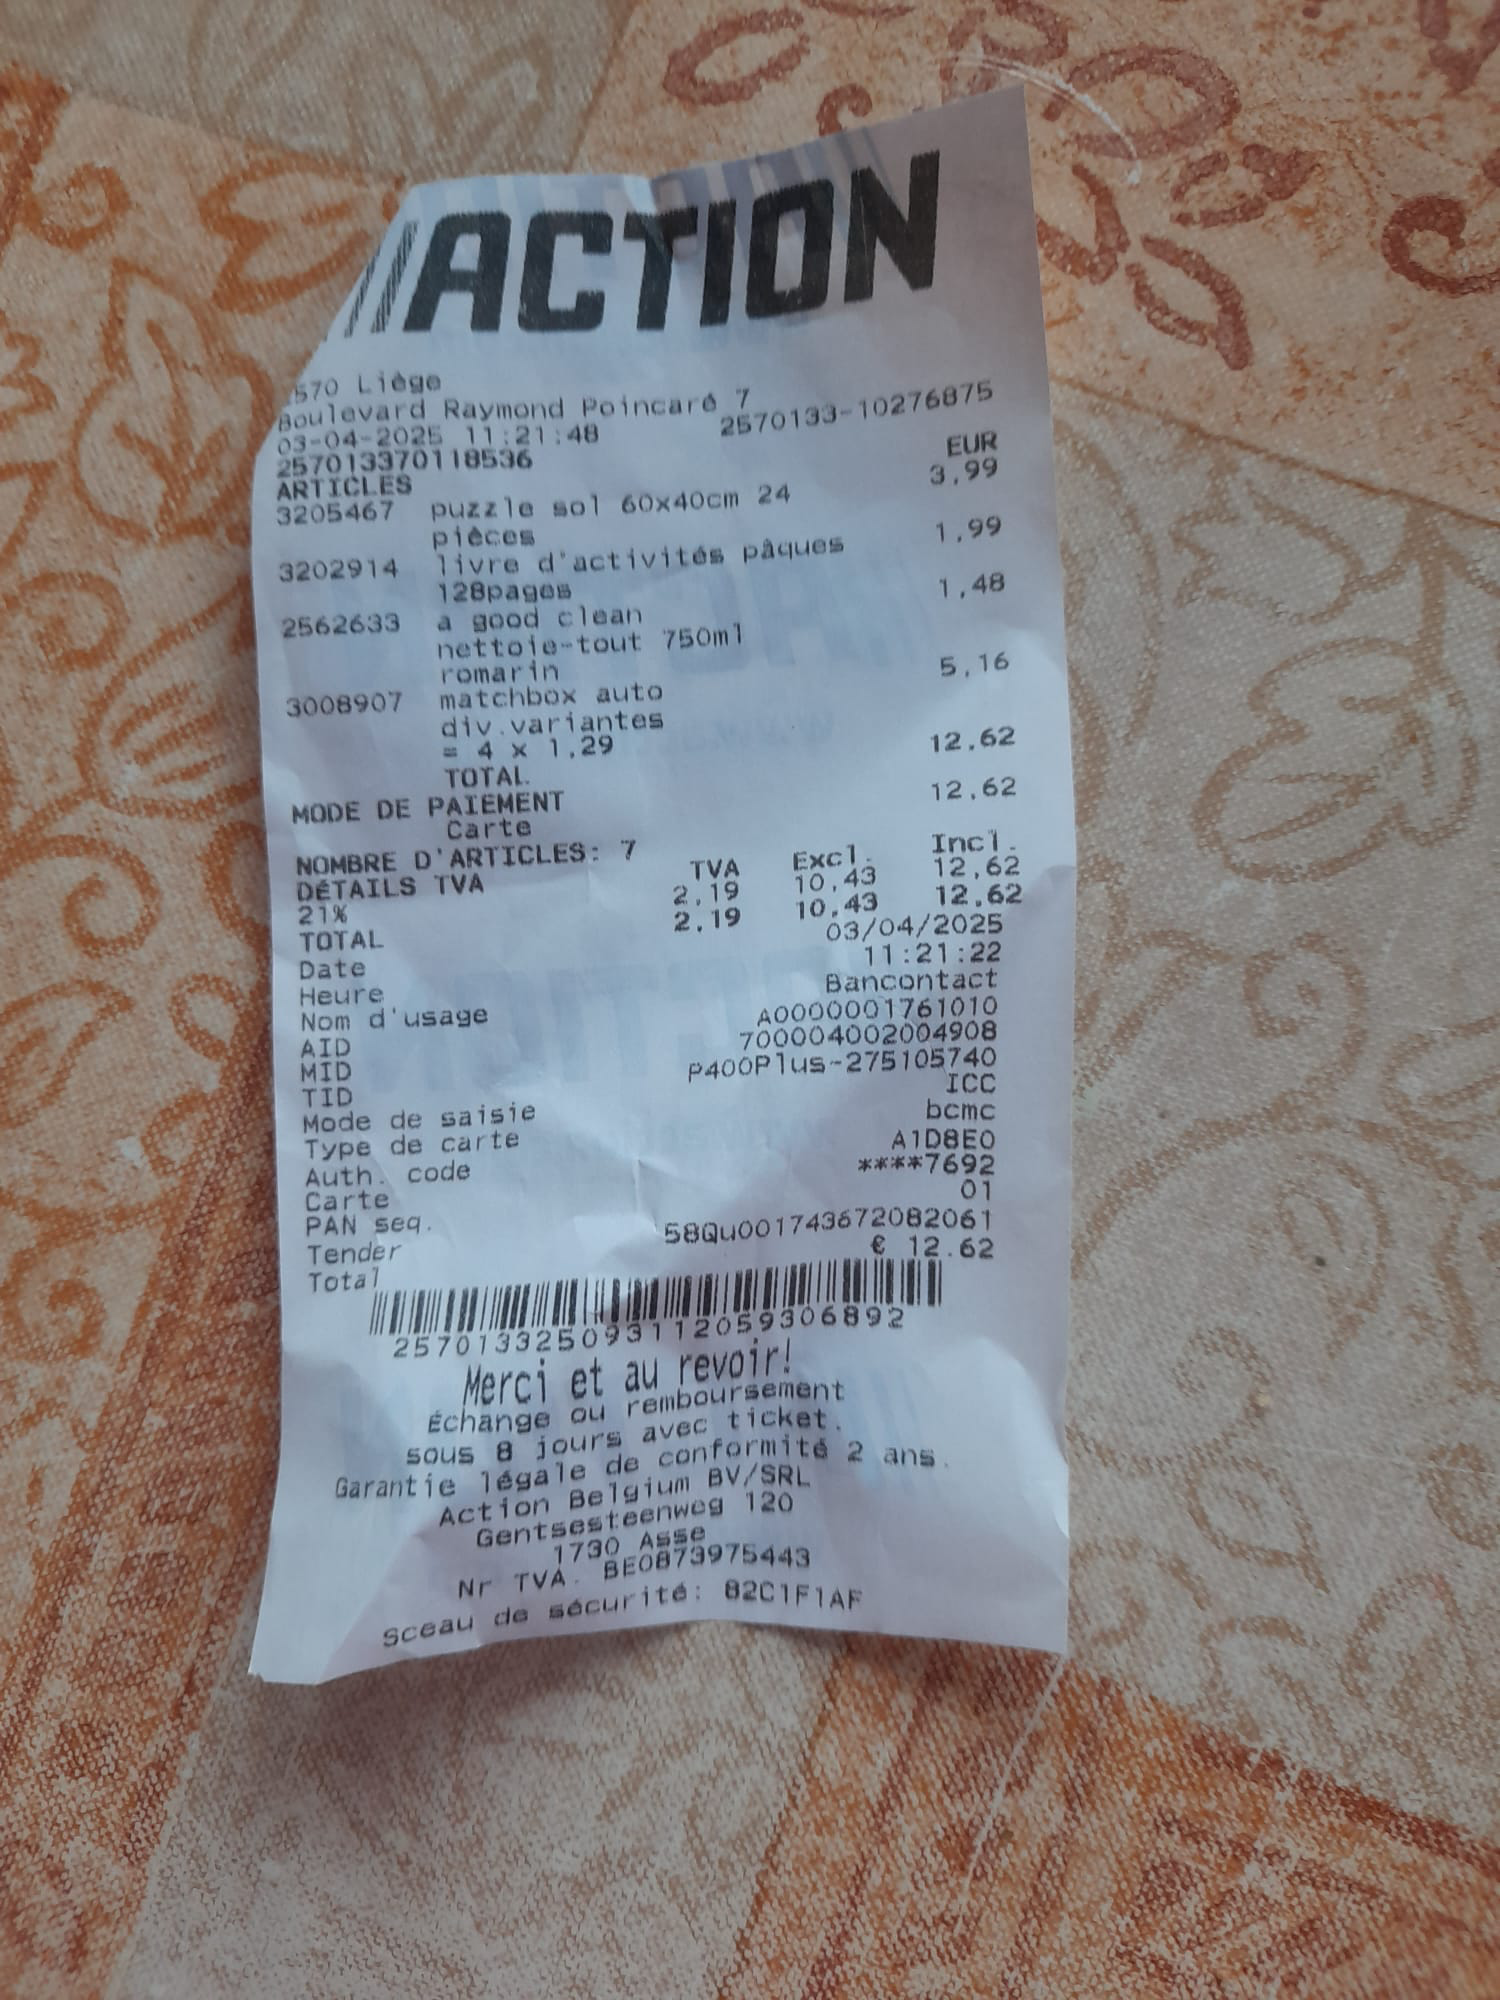 ACTION
570 Liège
Boulevard Raymond Poincaré 7
03-04-2025 11:21:48 2570133-10276875
257013370118536
ARTICLES EUR
3205467 puzzle sol 60x40cm 24 3,99
pièces
3202914 livre d'activités pâques 1,99
128pages
2562633 a good clean 1,48
nettoie-tout 750ml
romarin
3008907 matchbox auto 5,16
div.variantes
= 4 x 1,29
TOTAL 12,62
MODE DE PAIEMENT
Carte 12,62
NOMBRE D'ARTICLES: 7
DÉTAILS TVA TVA Excl. Incl.
21% 2,19 10,43 12,62
TOTAL 2,19 10,43 12,62
Date 03/04/2025
Heure 11:21:22
Nom d'usage Bancontact
AID A0000001761010
MID 700004002004908
TID P400Plus-275105740
Mode de saisie ICC
Type de carte bcmc
Auth. code A1D8E0
Carte ****7692
PAN seq. 01
Tender 58Qu001743672082061
Total € 12.62
2570133250931120593​06892
Merci et au revoir!
Échange ou remboursement
sous 8 jours avec ticket.
Garantie légale de conformité 2 ans.
Action Belgium BV/SRL
Gentsesteenweg 120
1730 Asse
Nr TVA. BE0873975443
Sceau de sécurité: 82C1F1AF